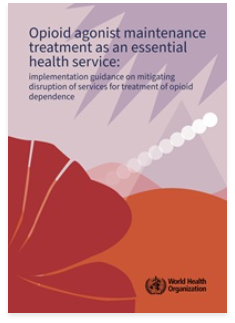 Opioid agonist maintenance
treatment as an essential
health service:
implementation guidance on mitigating
disruption of services for treatment of opioid
dependence
World Health
Organization